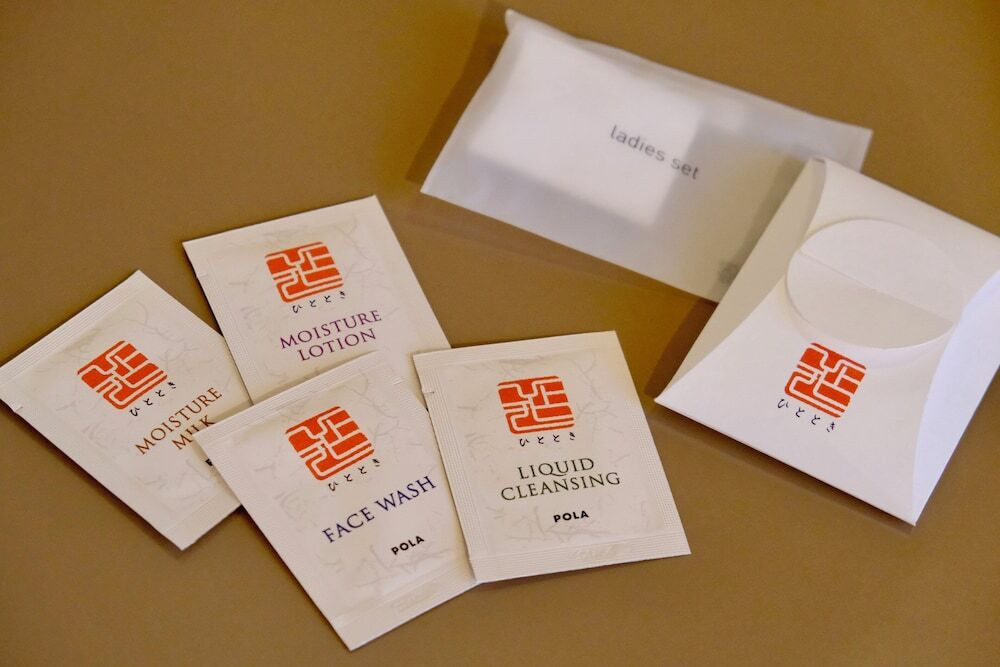 ladies set
ひととき
MOISTURE
LOTION
ひととき
MOISTURE
MILK
ひととき
FACE WASH
POLA
ひととき
LIQUID
CLEANSING
POLA
ひととき